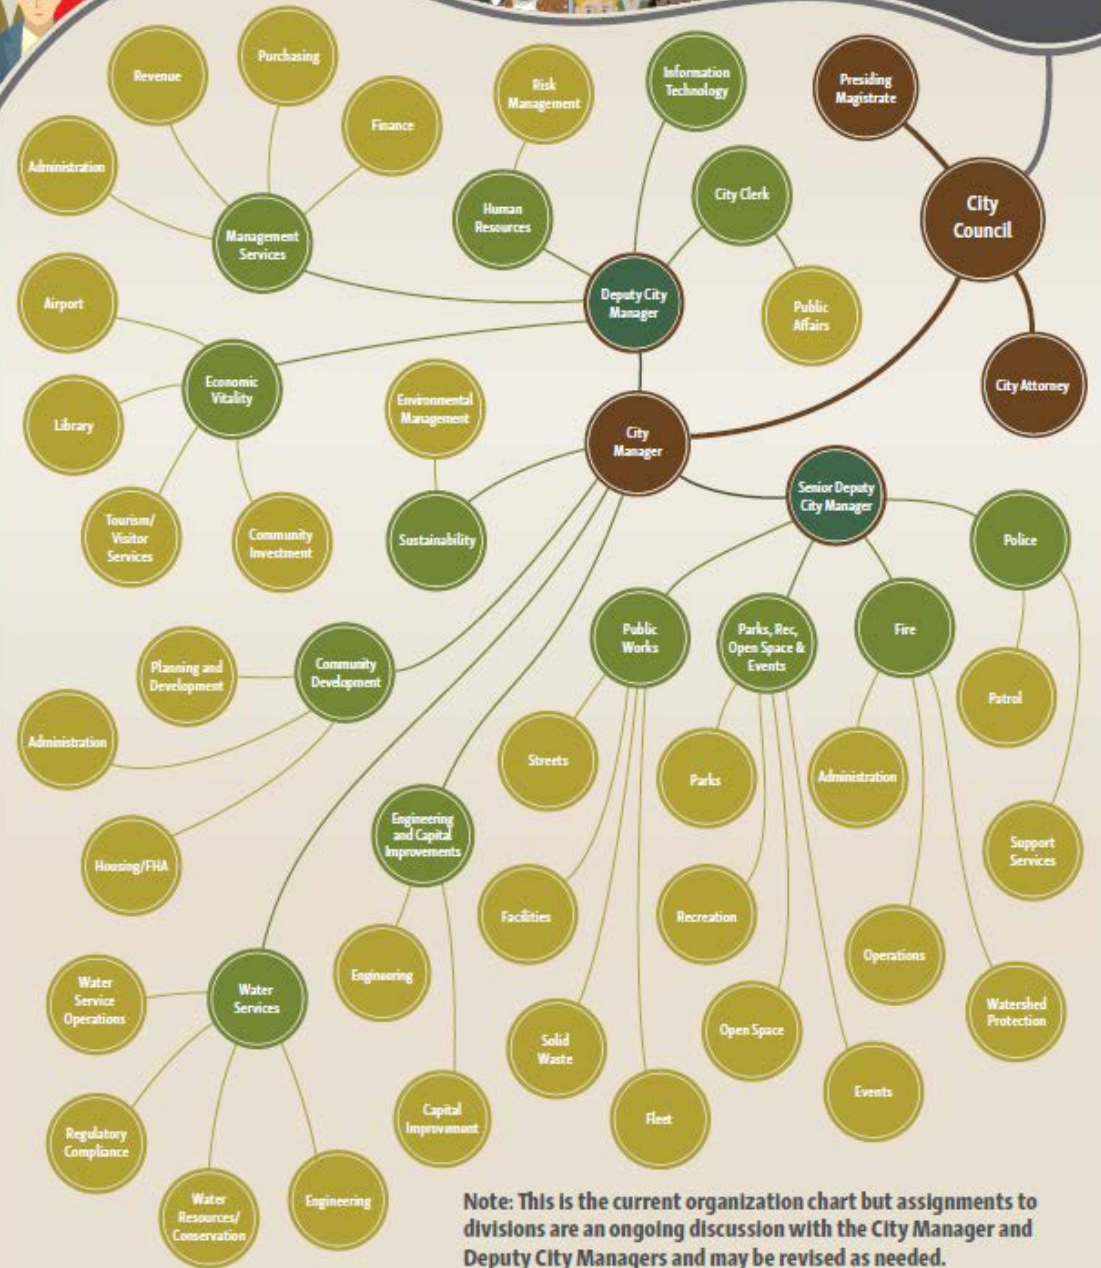 Purchasing
Revenue
Risk
Management
Information
Technology
Presiding
Magistrate
Finance
Administration
City Clerk
Human
Resources
City
Council
Management
Services
Deputy City
Manager
Public
Affairs
Airport
Economic
Vitality
City Attorney
Environmental
Management
Library
City
Manager
Senior Deputy
City Manager
Tourism/
Visitor
Services
Community
Investment
Sustainability
Police
Public
Works
Parks, Rec,
Open Space &
Events
Fire
Planning and
Development
Community
Development
Patrol
Administration
Streets
Parks
Administration
Engineering
and Capital
Improvements
Support
Services
Housing/FHA
Facilities
Recreation
Operations
Engineering
Water
Service
Operations
Water
Services
Watershed
Protection
Solid
Waste
Open Space
Events
Capital
Improvement
Fleet
Regulatory
Compliance
Water
Resources/
Conservation
Engineering
Note: This is the current organization chart but assignments to
divisions are an ongoing discussion with the City Manager and
Deputy City Managers and may be revised as needed.